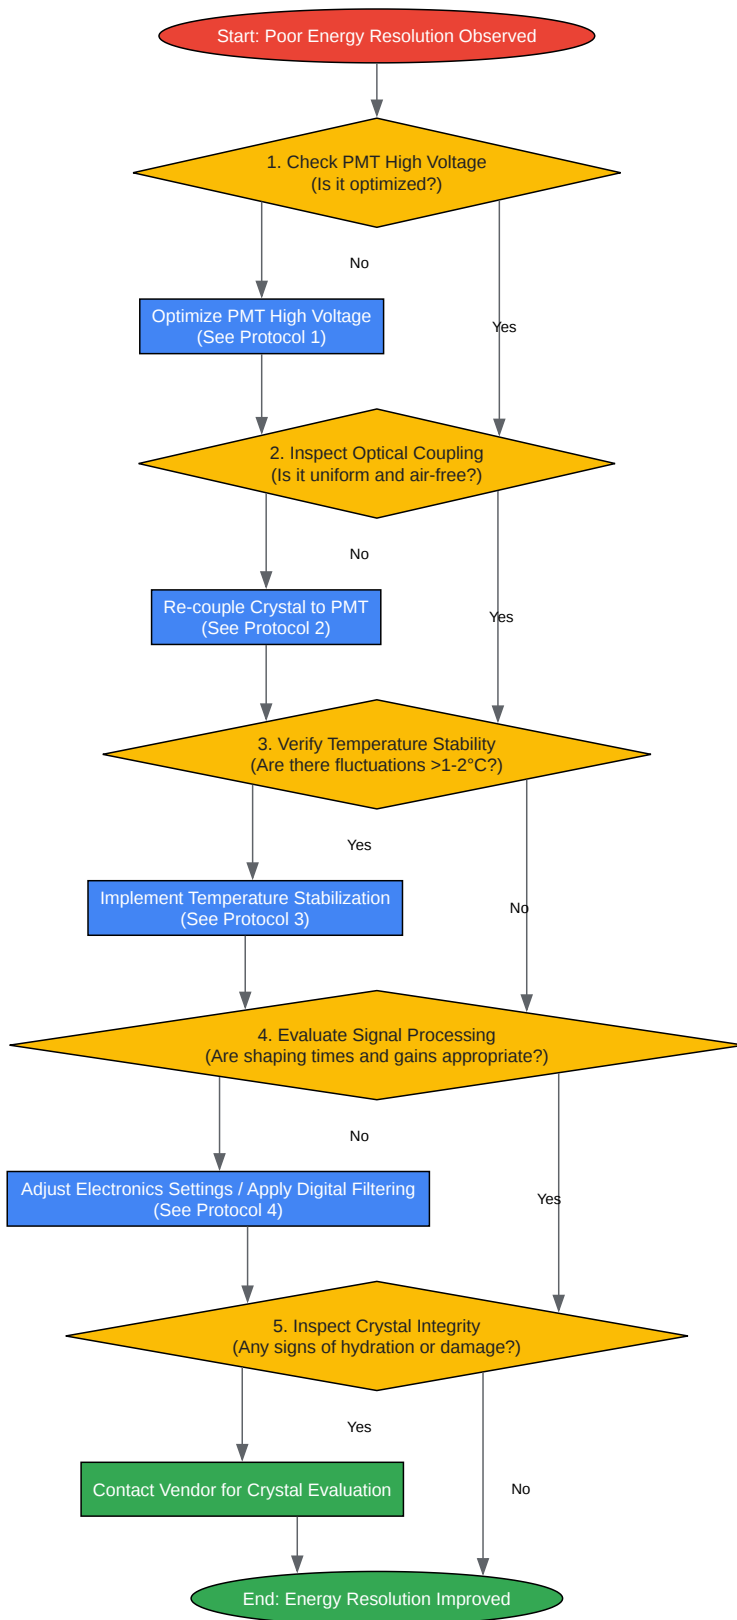 Start: Poor Energy Resolution Observed
1. Check PMT High Voltage
(Is it optimized?)
No
Optimize PMT High Voltage
(See Protocol 1)
Yes
2. Inspect Optical Coupling
(Is it uniform and air-free?)
No
Re-couple Crystal to PMT
(See Protocol 2)
Yes
3. Verify Temperature Stability
(Are there fluctuations >1-2°C?)
Yes
Implement Temperature Stabilization
(See Protocol 3)
No
4. Evaluate Signal Processing
(Are shaping times and gains appropriate?)
No
Adjust Electronics Settings / Apply Digital Filtering
(See Protocol 4)
Yes
5. Inspect Crystal Integrity
(Any signs of hydration or damage?)
Yes
Contact Vendor for Crystal Evaluation
No
End: Energy Resolution Improved